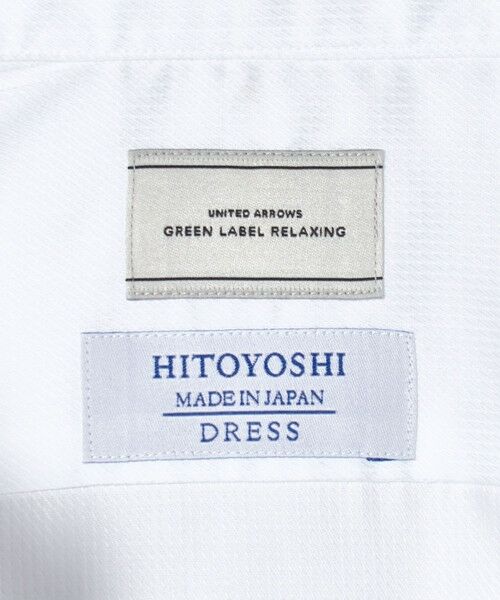 UNITED ARROWS
GREEN LABEL RELAXING
HITOYOSHI
MADE IN JAPAN
DRESS